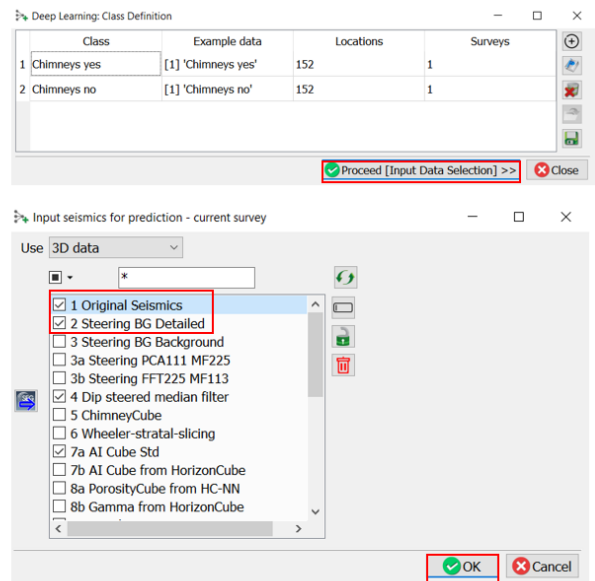 Deep Learning: Class Definition
Class Example data Locations Surveys
1 Chimneys yes [1] 'Chimneys yes' 152 1
2 Chimneys no [1] 'Chimneys no' 152 1
Proceed [Input Data Selection] >> Close
Input seismics for prediction - current survey
Use 3D data
*
1 Original Seismics
2 Steering BG Detailed
3 Steering BG Background
3a Steering PCA111 MF225
3b Steering FFT225 MF113
4 Dip steered median filter
5 ChimneyCube
6 Wheeler-stratal-slicing
7a AI Cube Std
7b AI Cube from HorizonCube
8a PorosityCube from HC-NN
8b Gamma from HorizonCube
OK Cancel